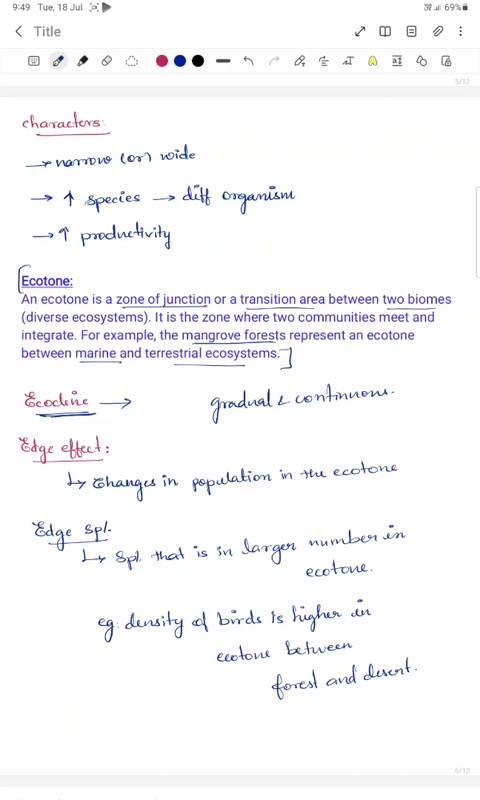 9:49 Tue, 18 Jul
69%
Title
5/12
characters:
→ narrow (or) wide
→ ↑ species → diff organism
→ ↑ productivity
Ecotone:
An ecotone is a zone of junction or a transition area between two biomes
(diverse ecosystems). It is the zone where two communities meet and
integrate. For example, the mangrove forests represent an ecotone
between marine and terrestrial ecosystems.]
Ecocline → gradual & continuous.
Edge effect:
↳ Changes in population in the ecotone
Edge Spl.
↳ Spl. that is in larger number in
ecotone.
eg: density of birds is higher in
ecotone between
forest and desert.
6/12